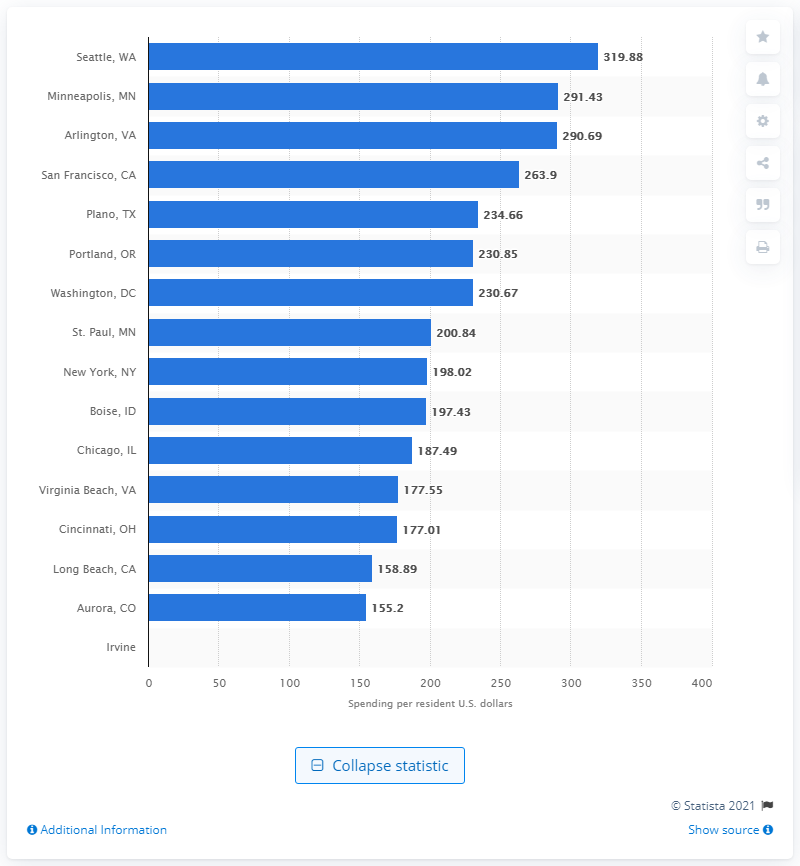 Seattle, WA 319.88
Minneapolis, MN 291.43
Arlington, VA 290.69
San Francisco, CA 263.9
Plano, TX 234.66
Portland, OR 230.85
Washington, DC 230.67
St. Paul, MN 200.84
New York, NY 198.02
Boise, ID 197.43
Chicago, IL 187.49
Virginia Beach, VA 177.55
Cincinnati, OH 177.01
Long Beach, CA 158.89
Aurora, CO 155.2
Irvine
0 50 100 150 200 250 300 350 400
Spending per resident U.S. dollars
Collapse statistic
© Statista 2021
Additional Information Show source